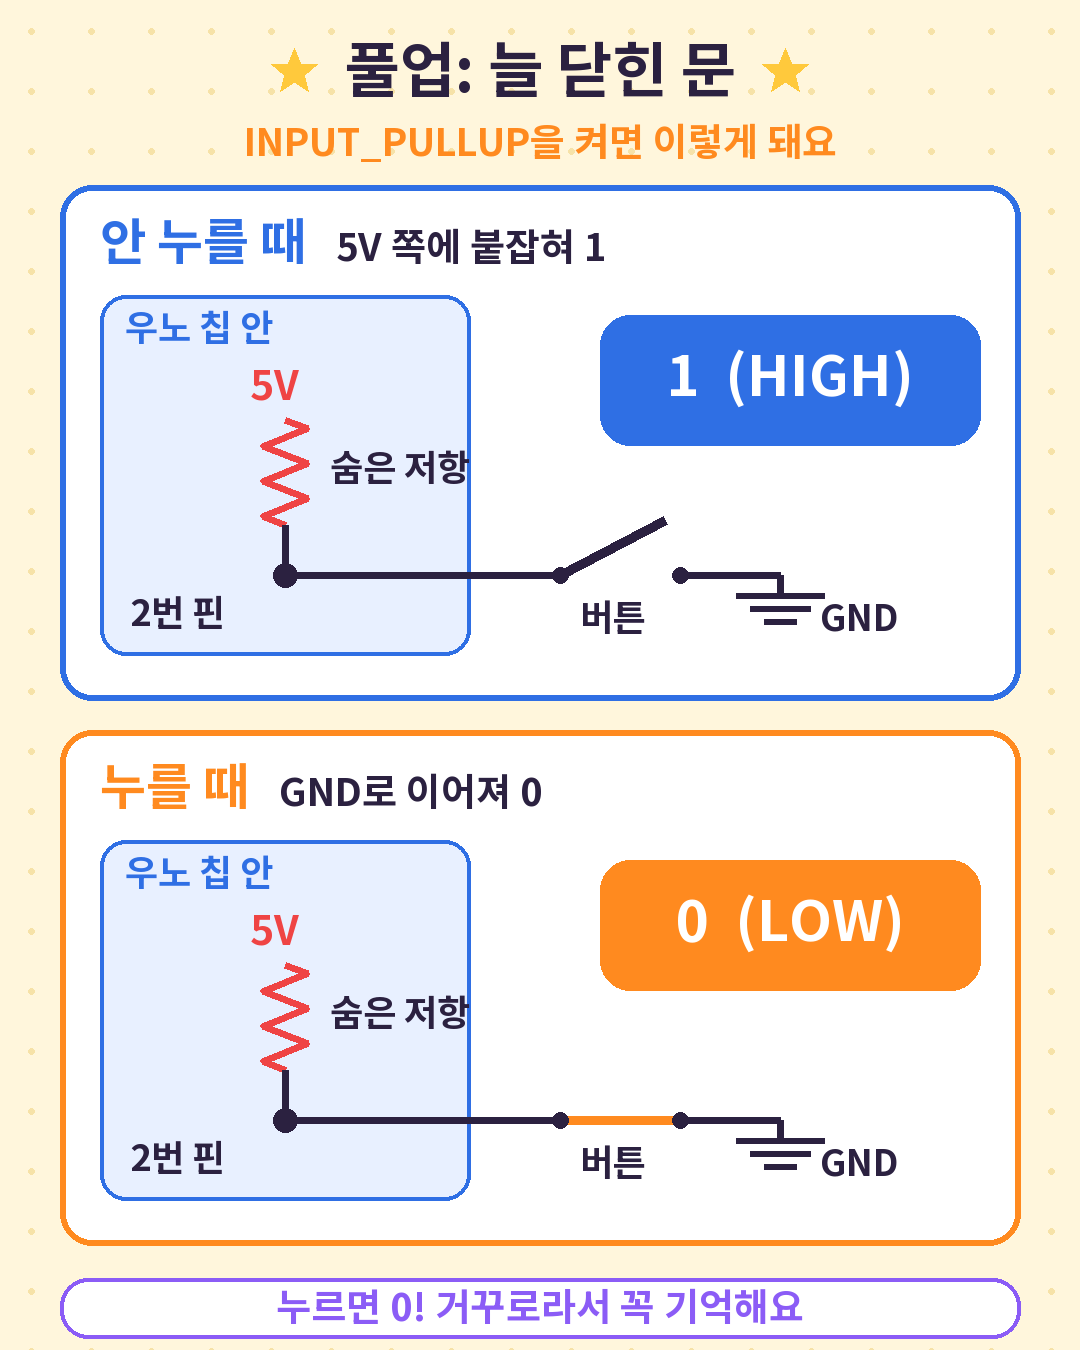 풀업: 늘 닫힌 문
INPUT_PULLUP을 켜면 이렇게 돼요
안 누를 때 5V 쪽에 붙잡혀 1
우노 칩 안
5V
숨은 저항
1 (HIGH)
2번 핀
버튼
GND
누를 때 GND로 이어져 0
우노 칩 안
5V
숨은 저항
0 (LOW)
2번 핀
버튼
GND
누르면 0! 거꾸로라서 꼭 기억해요